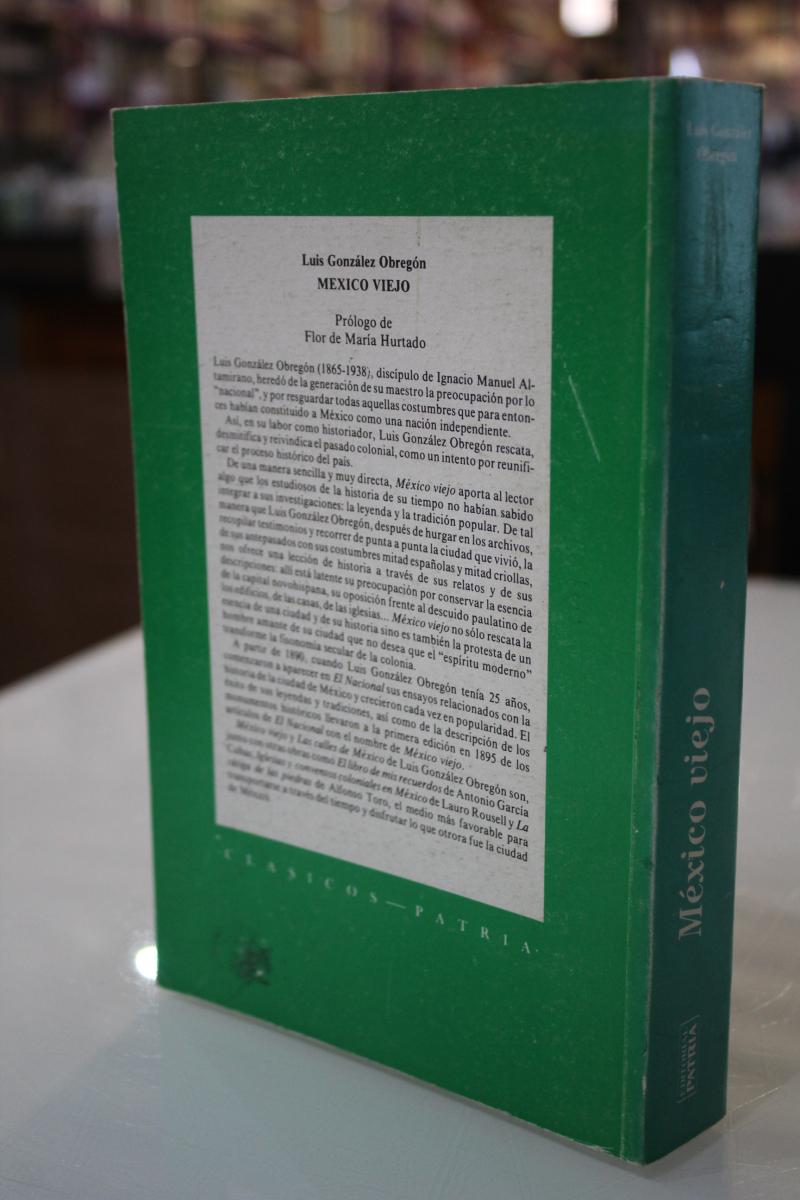 Luis González Obregón
MEXICO VIEJO
Prólogo de
Flor de María Hurtado
Luis González Obregón (1865-1938), discípulo de Ignacio Manuel Al-
tamirano, heredó de la generación de su maestro la preocupación por lo
"nacional", y por resguardar todas aquellas costumbres que para enton-
ces habían constituido a México como una nación independiente.
Así, en su labor como historiador, Luis González Obregón rescata,
desmitifica y reivindica el pasado colonial, como un intento por reunifi-
car el proceso histórico del país.
De una manera sencilla y muy directa, México viejo aporta al lector
algo que los estudiosos de la historia de su tiempo no habían sabido
integrar a sus investigaciones: la leyenda y la tradición popular. De tal
manera que Luis González Obregón, después de hurgar en los archivos,
recopilar testimonios y recorrer de punta a punta la ciudad que vivió, la
de sus antepasados con sus costumbres mitad españolas y mitad criollas,
nos ofrece una lección de historia a través de sus relatos y de sus
descripciones: allí está latente su preocupación por conservar la esencia
de la capital novohispana, su oposición frente al descuido paulatino de
los edificios, de las casas, de las iglesias... México viejo no sólo rescata la
esencia de una ciudad y de su historia sino es también la protesta de un
hombre amante de su ciudad que no desea que el "espíritu moderno"
transforme la fisonomía secular de la colonia.
A partir de 1890, cuando Luis González Obregón tenía 25 años,
comenzaron a aparecer en El Nacional sus ensayos relacionados con la
historia de la ciudad de México y crecieron cada vez en popularidad. El
éxito de sus leyendas y tradiciones, así como de la descripción de los
monumentos históricos llevaron a la primera edición en 1895 de los
artículos de El Nacional con el nombre de México viejo.
México viejo y Las calles de México de Luis González Obregón son,
junto con otras obras como El libro de mis recuerdos de Antonio García
Cubas, Iglesias y conventos coloniales en México de Lauro Rousell y La
cántiga de las piedras de Alfonso Toro, el medio más favorable para
transportarse a través del tiempo y disfrutar lo que otrora fue la ciudad
de México.
CLASICOS—PATRIA
Luis González
Obregón
México viejo
EDITORIAL
PATRIA